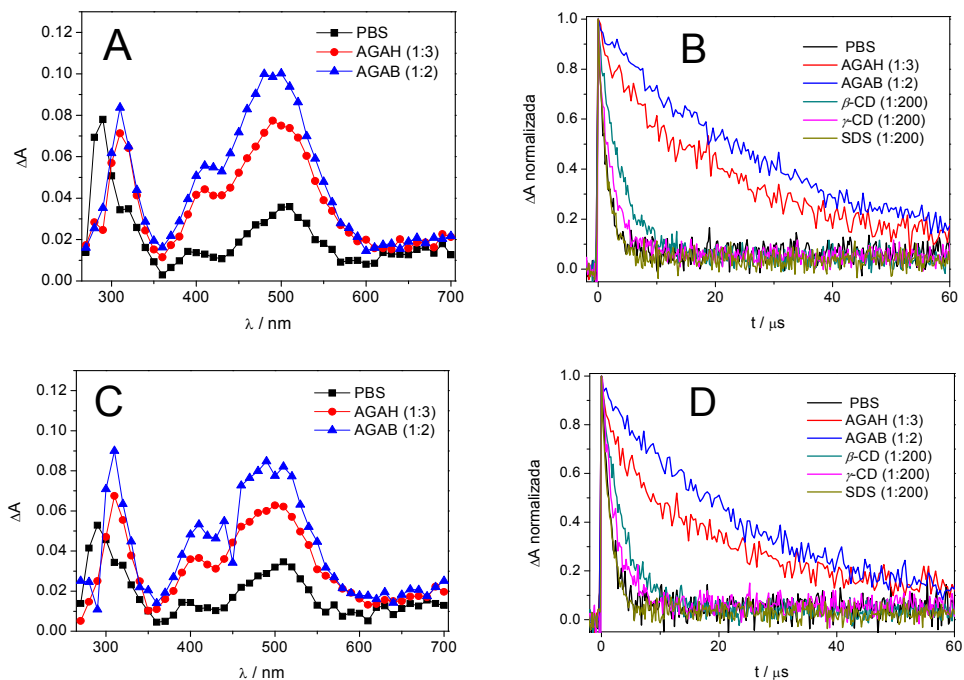 A
PBS
AGAH (1:3)
AGAB (1:2)
ΔA
0.12
0.10
0.08
0.06
0.04
0.02
0.00
300 400 500 600 700
λ / nm
B
PBS
AGAH (1:3)
AGAB (1:2)
β-CD (1:200)
γ-CD (1:200)
SDS (1:200)
ΔA normalizada
1.0
0.8
0.6
0.4
0.2
0.0
0 20 40 60
t / μs
C
PBS
AGAH (1:3)
AGAB (1:2)
ΔA
0.12
0.10
0.08
0.06
0.04
0.02
0.00
300 400 500 600 700
λ / nm
D
PBS
AGAH (1:3)
AGAB (1:2)
β-CD (1:200)
γ-CD (1:200)
SDS (1:200)
ΔA normalizada
1.0
0.8
0.6
0.4
0.2
0.0
0 20 40 60
t / μs